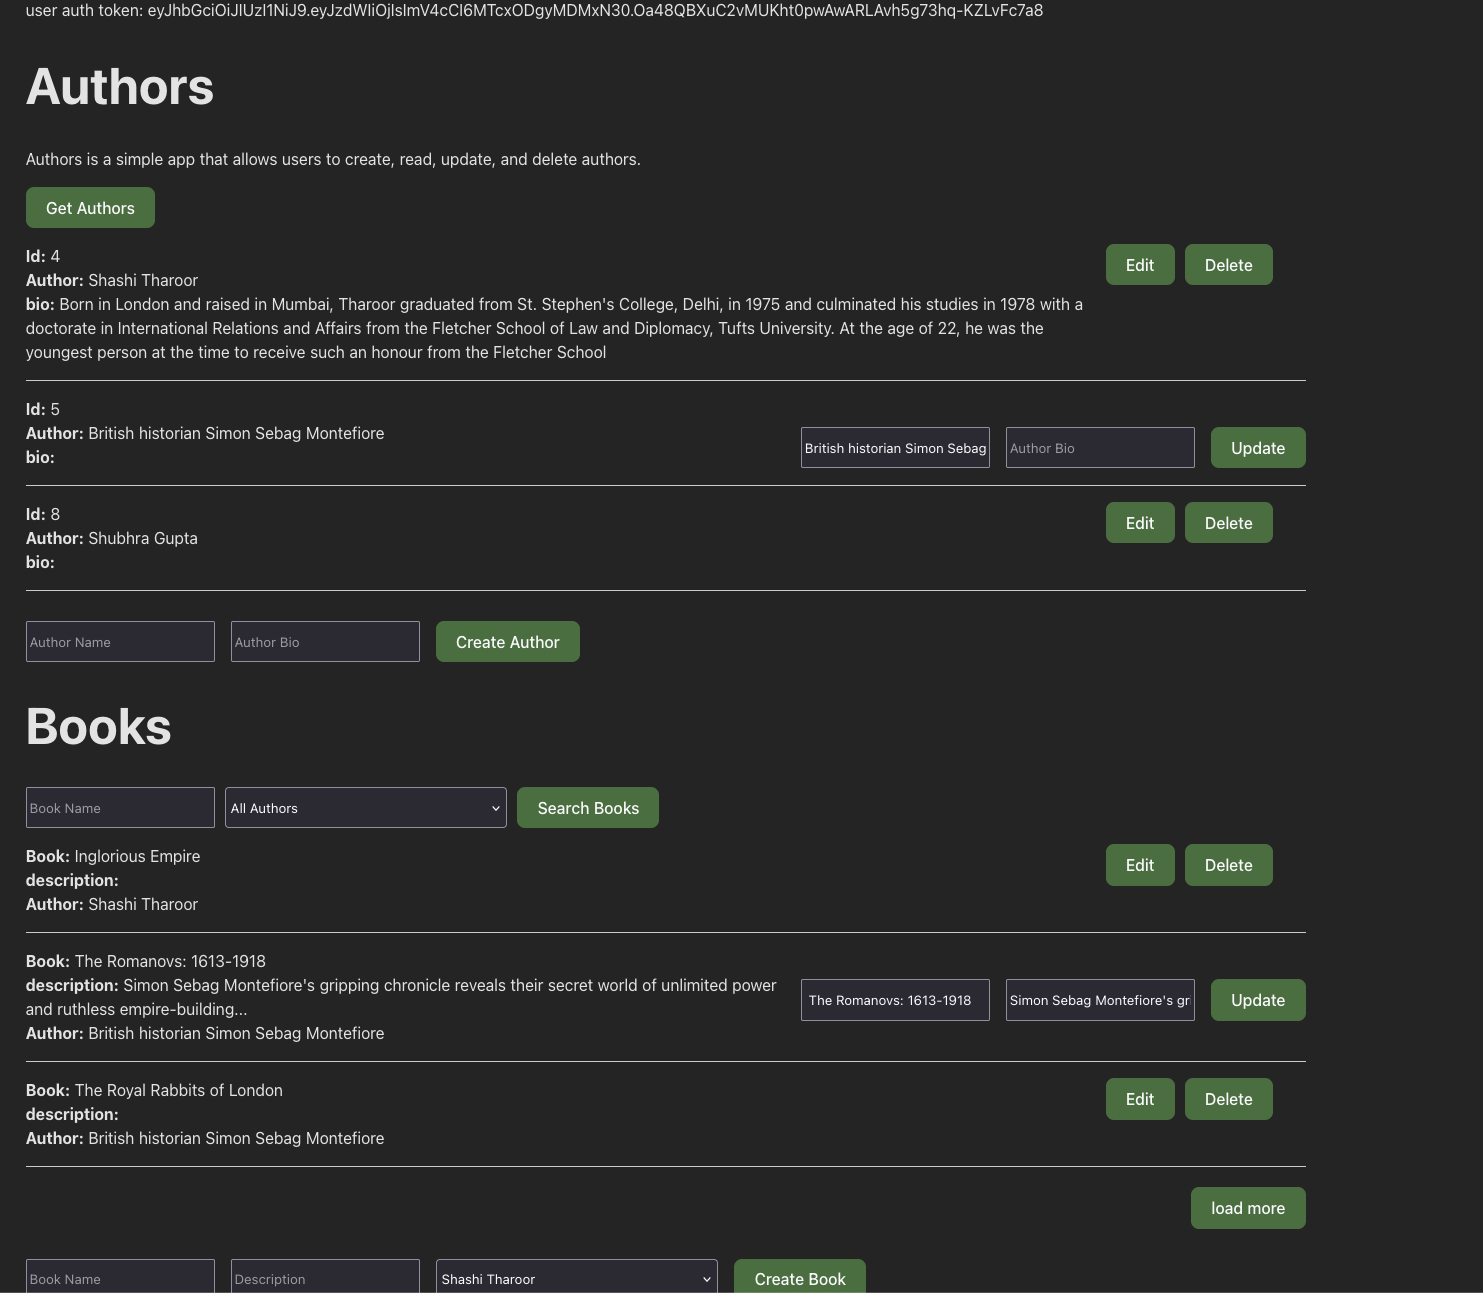 user auth token: eyJhbGciOiJIUzI1NiJ9.eyJzdWIiOjIsImV4cCI6MTcxODgyMDMxN30.Oa48QBXuC2vMUKht0pwAwARLAvh5g73hq-KZLvFc7a8
Authors
Authors is a simple app that allows users to create, read, update, and delete authors.
Get Authors
Id: 4
Edit Delete
Author: Shashi Tharoor
bio: Born in London and raised in Mumbai, Tharoor graduated from St. Stephen's College, Delhi, in 1975 and culminated his studies in 1978 with a
doctorate in International Relations and Affairs from the Fletcher School of Law and Diplomacy, Tufts University. At the age of 22, he was the
youngest person at the time to receive such an honour from the Fletcher School
Id: 5
Author: British historian Simon Sebag Montefiore
bio:
British historian Simon Sebag Author Bio Update
Id: 8
Edit Delete
Author: Shubhra Gupta
bio:
Author Name Author Bio Create Author
Books
Book Name All Authors Search Books
Book: Inglorious Empire
Edit Delete
description:
Author: Shashi Tharoor
Book: The Romanovs: 1613-1918
description: Simon Sebag Montefiore's gripping chronicle reveals their secret world of unlimited power
and ruthless empire-building...
The Romanovs: 1613-1918 Simon Sebag Montefiore's gr Update
Author: British historian Simon Sebag Montefiore
Book: The Royal Rabbits of London
Edit Delete
description:
Author: British historian Simon Sebag Montefiore
load more
Book Name Description Shashi Tharoor Create Book